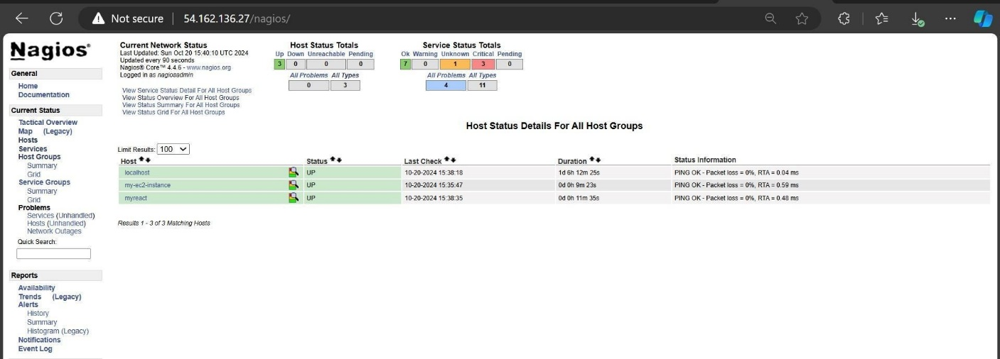 Not secure 54.162.136.27/nagios/
Nagios®
General
Home
Documentation
Current Status
Tactical Overview
Map (Legacy)
Hosts
Services
Host Groups
Summary
Grid
Service Groups
Summary
Grid
Problems
Services (Unhandled)
Hosts (Unhandled)
Network Outages
Quick Search:
Reports
Availability
Trends (Legacy)
Alerts
History
Summary
Histogram (Legacy)
Notifications
Event Log
Current Network Status
Last Updated: Sun Oct 20 15:40:10 UTC 2024
Updated every 90 seconds
Nagios® Core™ 4.4.6 - www.nagios.org
Logged in as nagiosadmin
View Service Status Detail For All Host Groups
View Status Overview For All Host Groups
View Status Summary For All Host Groups
View Status Grid For All Host Groups
Host Status Totals
Up Down Unreachable Pending
3 0 0 0
All Problems All Types
0 3
Service Status Totals
Ok Warning Unknown Critical Pending
7 0 1 3 0
All Problems All Types
4 11
Host Status Details For All Host Groups
Limit Results: 100
Host Status Last Check Duration Status Information
localhost UP 10-20-2024 15:38:18 1d 6h 12m 25s PING OK - Packet loss = 0%, RTA = 0.04 ms
my-ec2-instance UP 10-20-2024 15:35:47 0d 0h 9m 23s PING OK - Packet loss = 0%, RTA = 0.59 ms
myreact UP 10-20-2024 15:38:35 0d 0h 11m 35s PING OK - Packet loss = 0%, RTA = 0.48 ms
Results 1 - 3 of 3 Matching Hosts